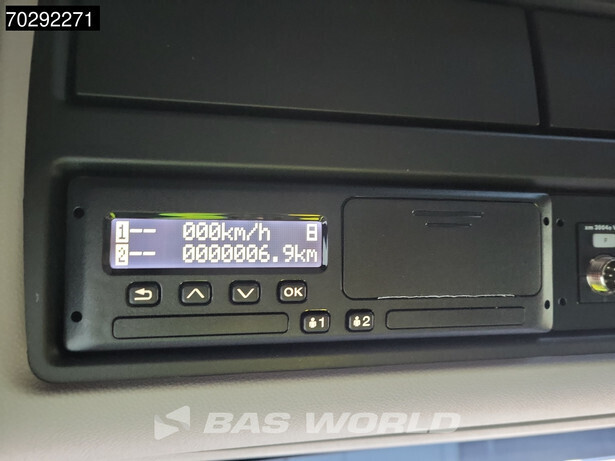 70292271
1-- 000km/h
2-- 0000006.9km
OK
1 2
BAS WORLD